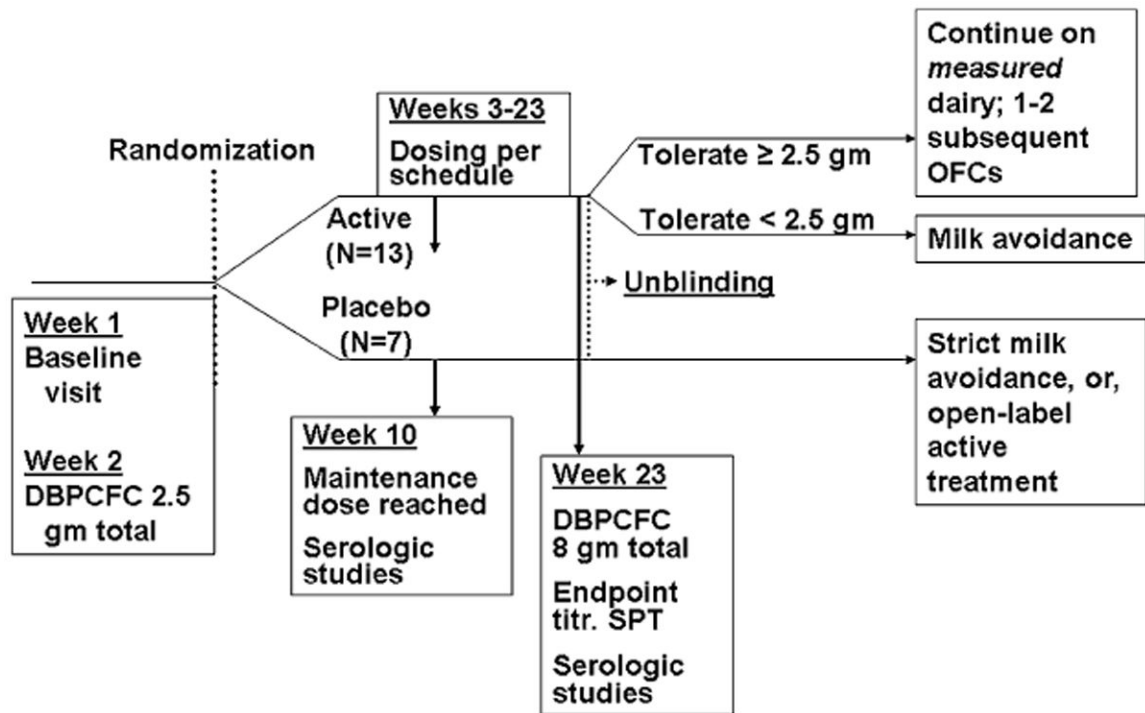 Randomization
Week 1
Baseline
visit
Week 2
DBPCFC 2.5
gm total
Weeks 3-23
Dosing per
schedule
Active
(N=13)
Placebo
(N=7)
Week 10
Maintenance
dose reached
Serologic
studies
Week 23
DBPCFC
8 gm total
Endpoint
titr. SPT
Serologic
studies
Unblinding
Tolerate ≥ 2.5 gm
Tolerate < 2.5 gm
Continue on
measured
dairy; 1-2
subsequent
OFCs
Milk avoidance
Strict milk
avoidance, or,
open-label
active
treatment